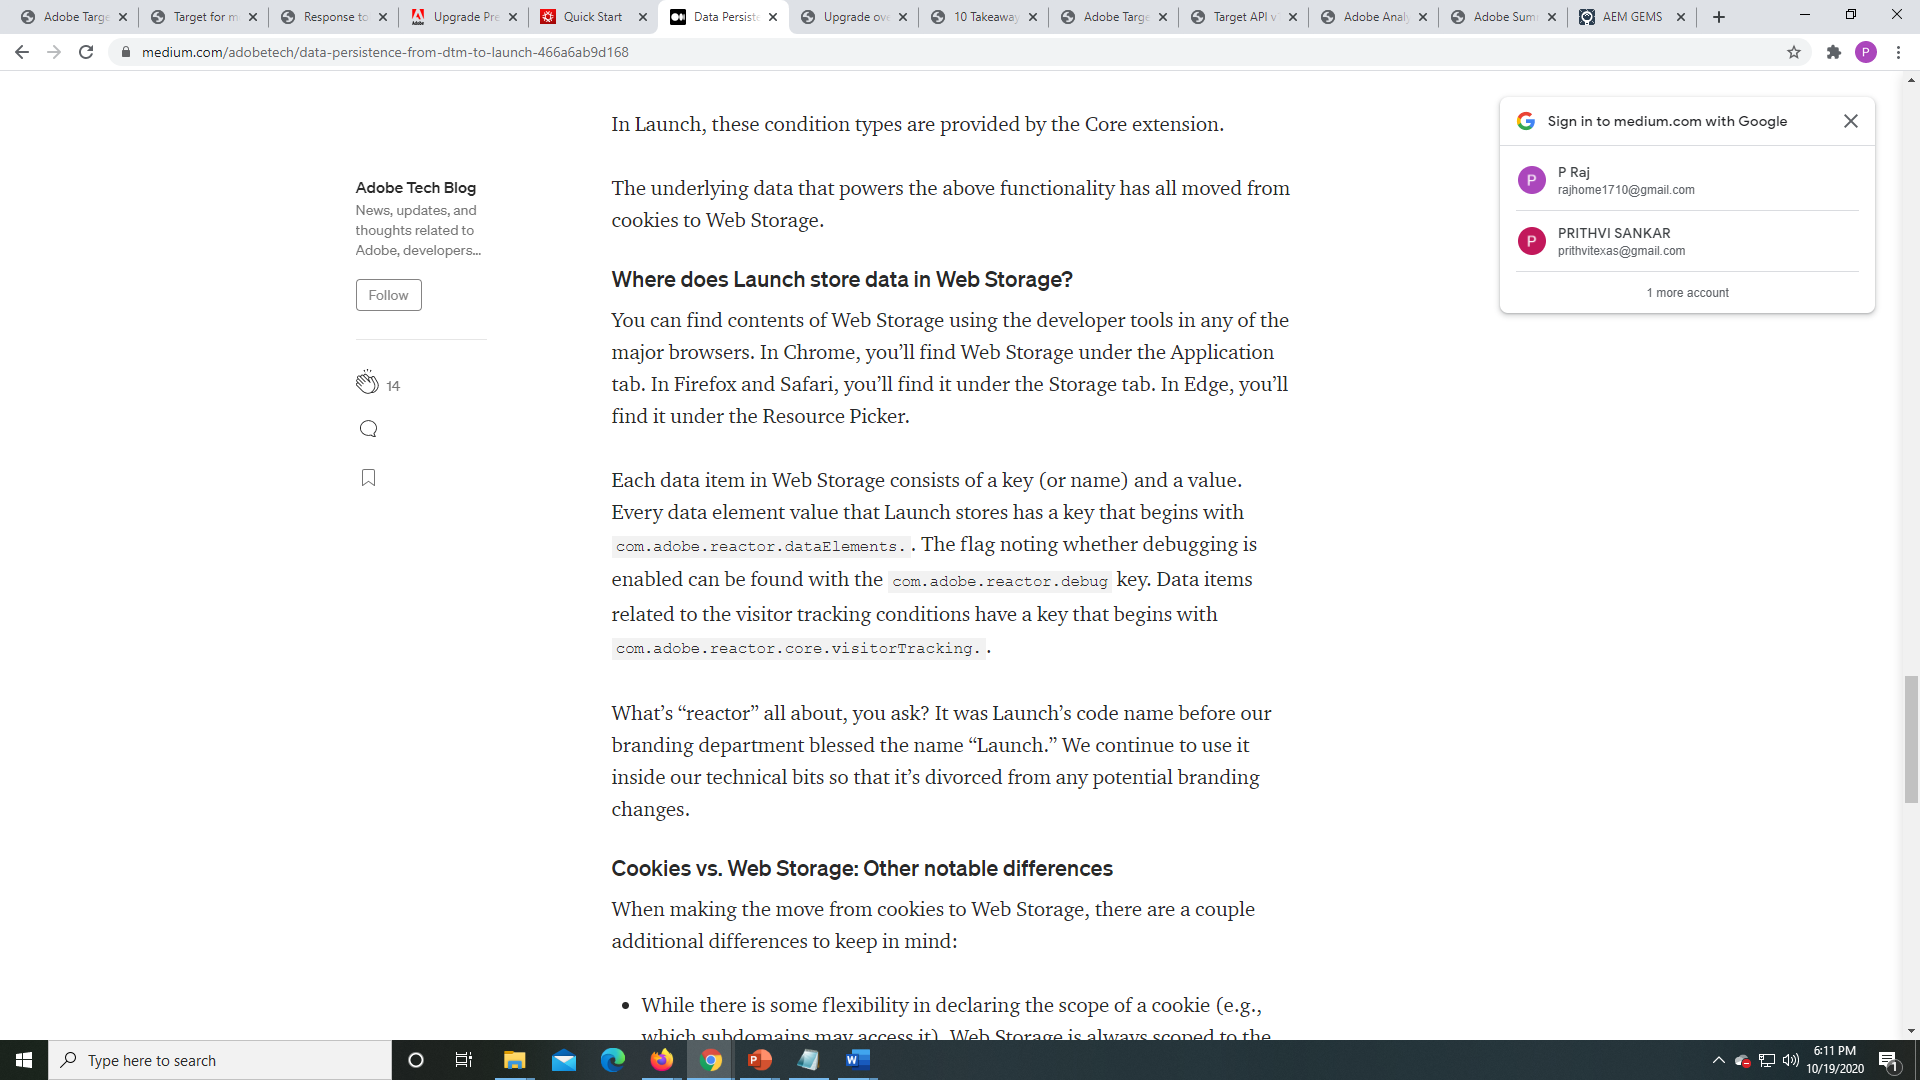 Adobe Targe
Target for m
Response to
Upgrade Pre
Quick Start
Data Persiste
Upgrade ove
10 Takeaway
Adobe Targe
Target API v
Adobe Analy
Adobe Sum
AEM GEMS
medium.com/adobetech/data-persistence-from-dtm-to-launch-466a6ab9d168
P
In Launch, these condition types are provided by the Core extension.
Adobe Tech Blog
News, updates, and
thoughts related to
Adobe, developers...
Follow
14
The underlying data that powers the above functionality has all moved from
cookies to Web Storage.
Where does Launch store data in Web Storage?
You can find contents of Web Storage using the developer tools in any of the
major browsers. In Chrome, you’ll find Web Storage under the Application
tab. In Firefox and Safari, you’ll find it under the Storage tab. In Edge, you’ll
find it under the Resource Picker.
Each data item in Web Storage consists of a key (or name) and a value.
Every data element value that Launch stores has a key that begins with
com.adobe.reactor.dataElements. . The flag noting whether debugging is
enabled can be found with the com.adobe.reactor.debug key. Data items
related to the visitor tracking conditions have a key that begins with
com.adobe.reactor.core.visitorTracking. .
What’s “reactor” all about, you ask? It was Launch’s code name before our
branding department blessed the name “Launch.” We continue to use it
inside our technical bits so that it’s divorced from any potential branding
changes.
Cookies vs. Web Storage: Other notable differences
When making the move from cookies to Web Storage, there are a couple
additional differences to keep in mind:
• While there is some flexibility in declaring the scope of a cookie (e.g.,
which subdomains may access it), Web Storage is always scoped to the
Sign in to medium.com with Google
P
P Raj
rajhome1710@gmail.com
P
PRITHVI SANKAR
prithvitexas@gmail.com
1 more account
Type here to search
6:11 PM
10/19/2020
1